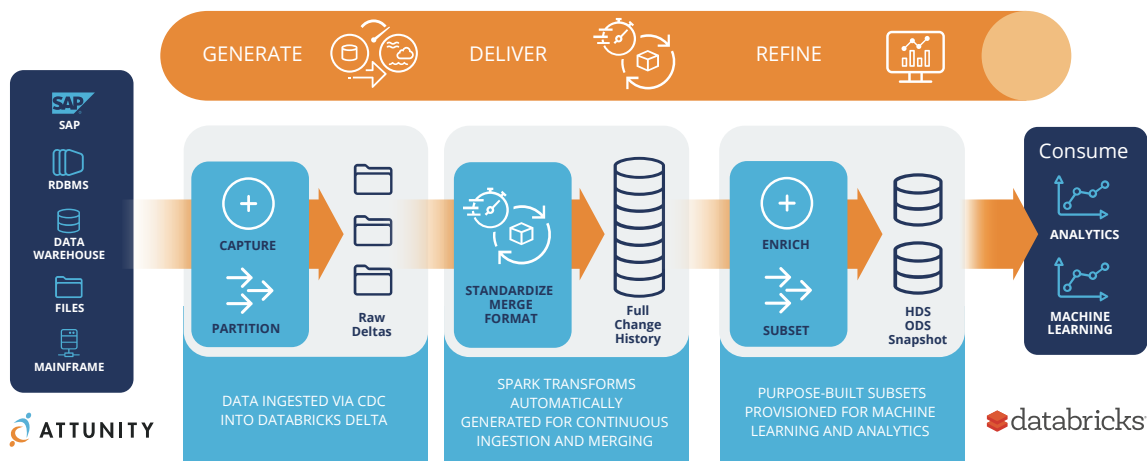 GENERATE
DELIVER
REFINE
SAP
SAP
RDBMS
DATA
WAREHOUSE
FILES
MAINFRAME
CAPTURE
PARTITION
Raw
Deltas
STANDARDIZE
MERGE
FORMAT
Full
Change
History
ENRICH
SUBSET
HDS
ODS
Snapshot
Consume
ANALYTICS
MACHINE
LEARNING
DATA INGESTED VIA CDC
INTO DATABRICKS DELTA
SPARK TRANSFORMS
AUTOMATICALLY
GENERATED FOR CONTINUOUS
INGESTION AND MERGING
PURPOSE-BUILT SUBSETS
PROVISIONED FOR MACHINE
LEARNING AND ANALYTICS
ATTUNITY
databricks